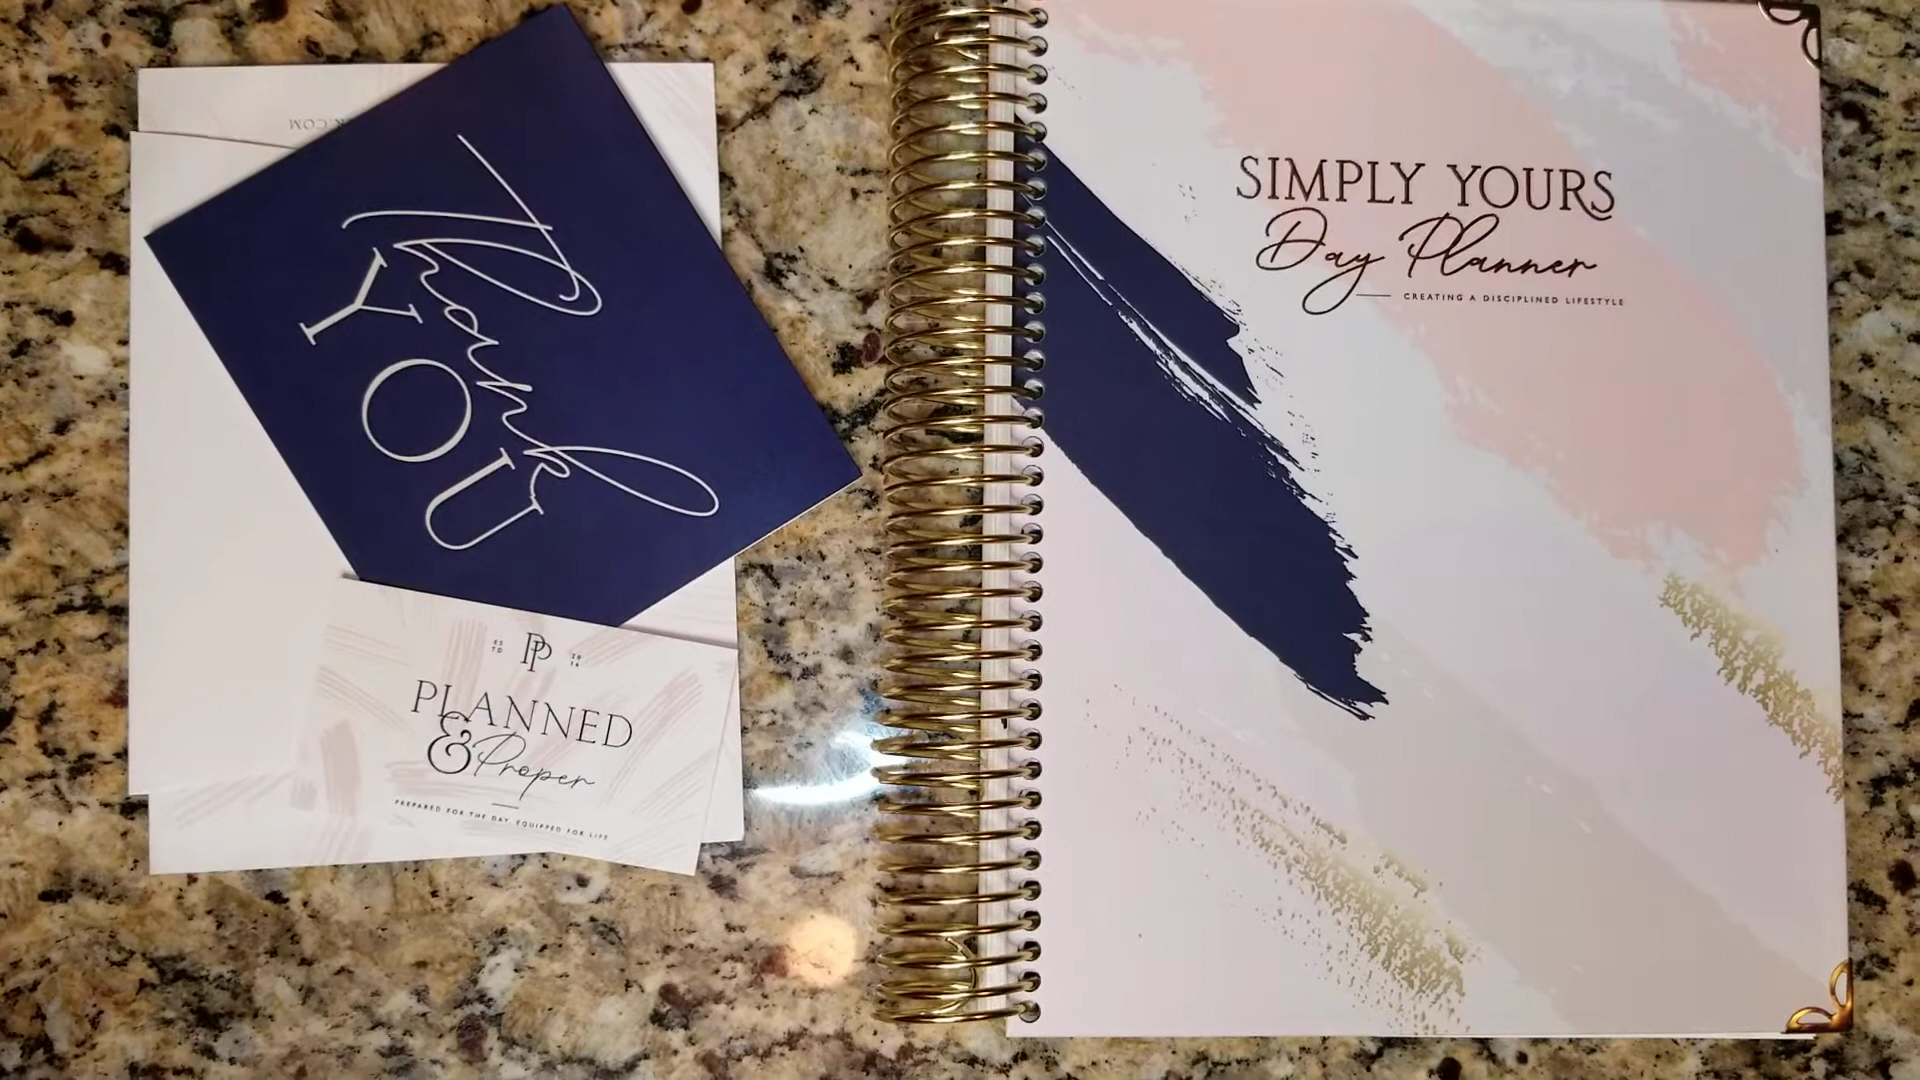 Thank
YOU
PP
PLANNED
& Proper
PREPARED FOR THE DAY. EQUIPPED FOR LIFE
SIMPLY YOURS
Day Planner
CREATING A DISCIPLINED LIFESTYLE